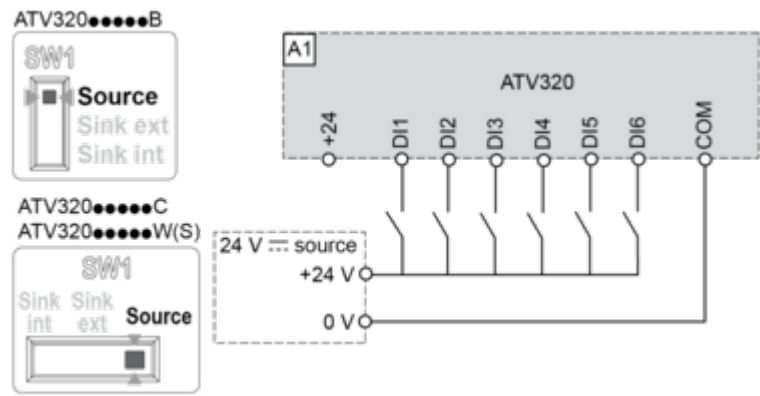 ATV320●●●●●B
SW1
Source
Sink ext
Sink int
ATV320●●●●●C
ATV320●●●●●W(S)
SW1
Sink int
Sink ext
Source
A1
ATV320
+24
DI1
DI2
DI3
DI4
DI5
DI6
COM
24 V ⎓ source
+24 V
0 V